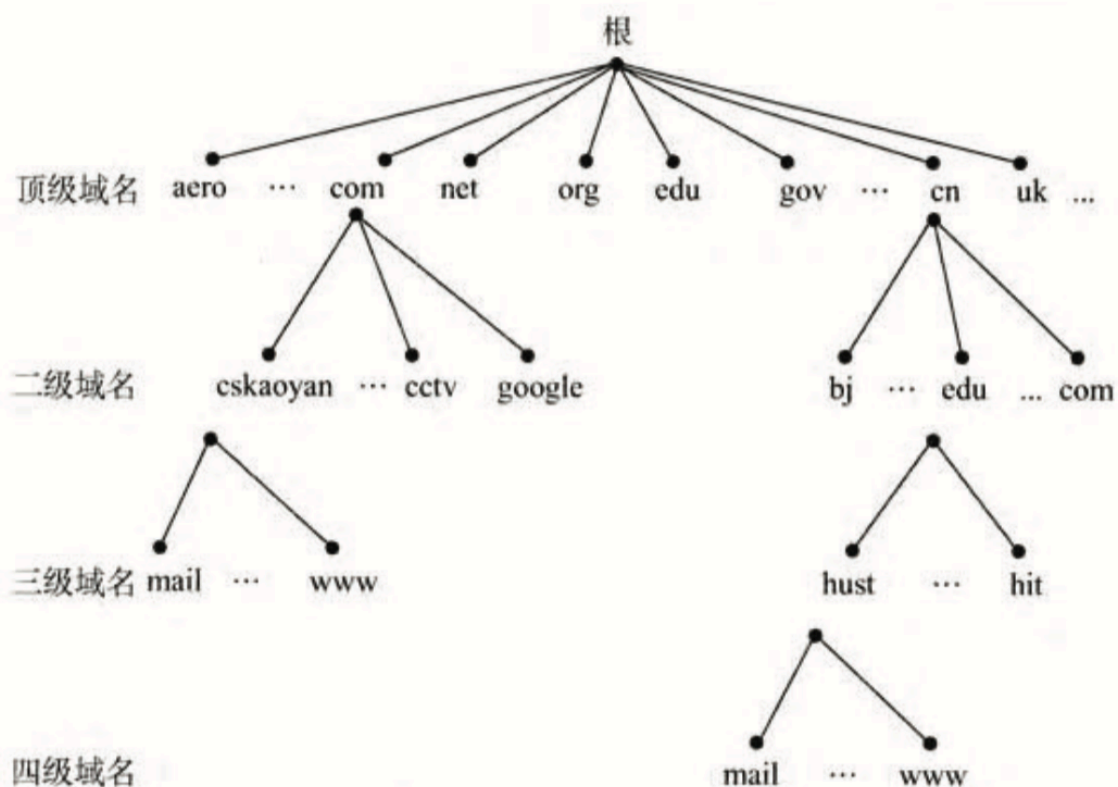 根
顶级域名 aero … com net org edu gov … cn uk ...
二级域名 cskaoyan … cctv google bj … edu ... com
三级域名 mail … www hust … hit
四级域名 mail … www